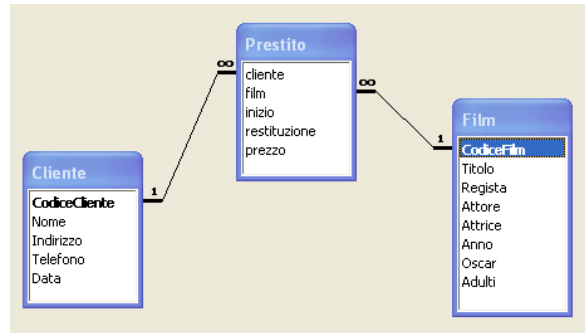 Prestito
cliente
film
inizio
restituzione
prezzo
∞
∞
Film
CodiceFilm
Titolo
Regista
Attore
Attrice
Anno
Oscar
Adulti
1
Cliente
CodiceCliente
Nome
Indirizzo
Telefono
Data
1